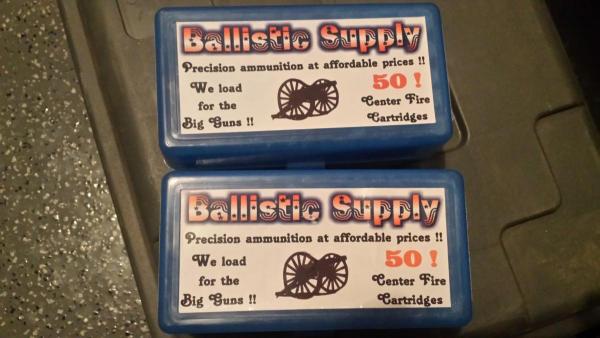 Ballistic Supply
Precision ammunition at affordable prices !!
We load
for the
Big Guns !!
50 !
Center Fire
Cartridges
Ballistic Supply
Precision ammunition at affordable prices !!
We load
for the
Big Guns !!
50 !
Center Fire
Cartridges